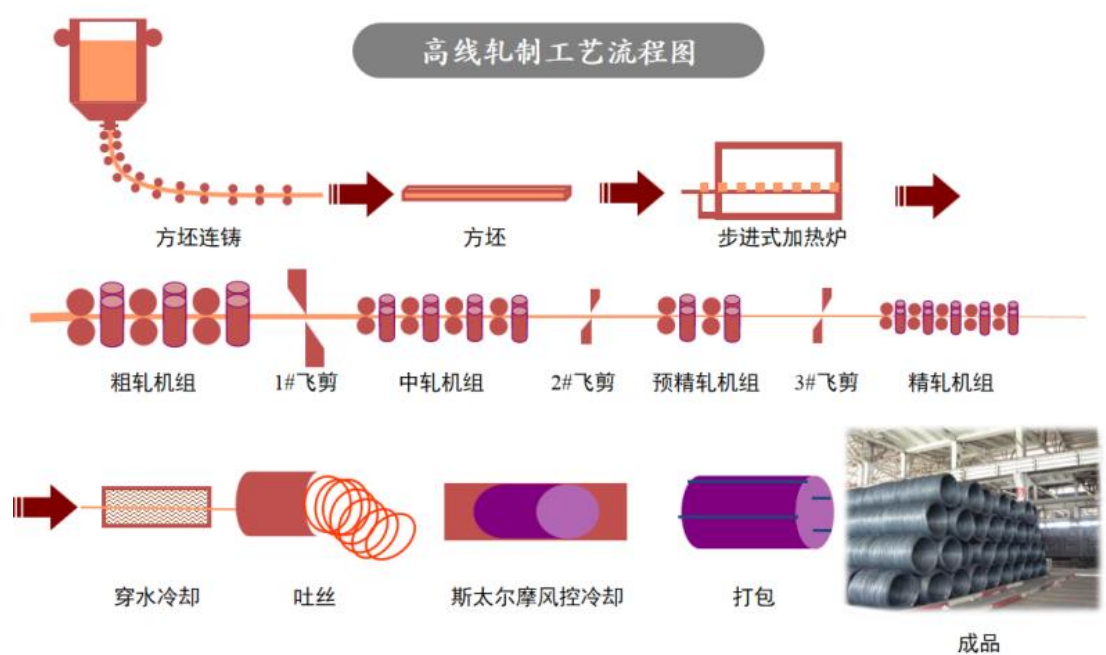 高线轧制工艺流程图
方坯连铸
方坯
步进式加热炉
粗轧机组
1#飞剪
中轧机组
2#飞剪
预精轧机组
3#飞剪
精轧机组
穿水冷却
吐丝
斯太尔摩风控冷却
打包
成品